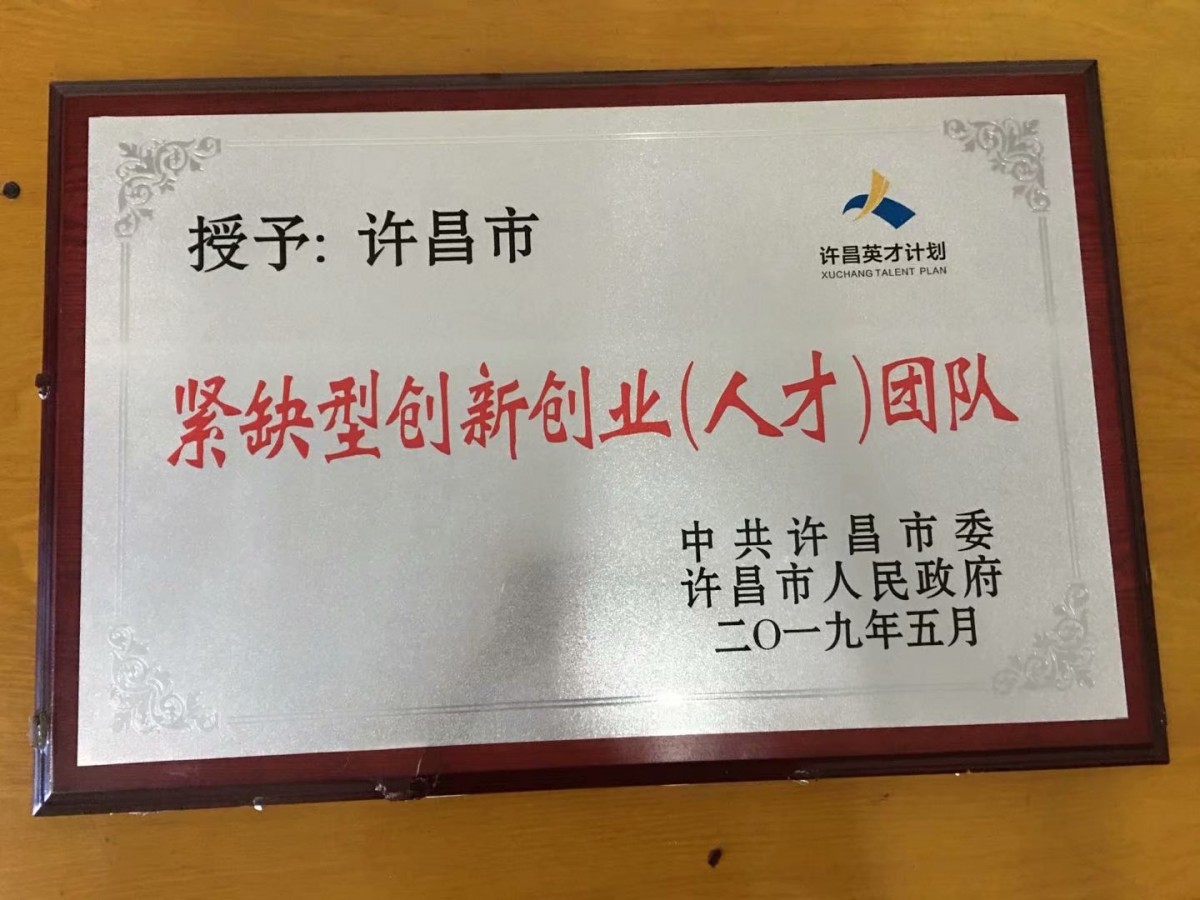 授予: 许昌市
许昌英才计划
XUCHANG TALENT PLAN
紧缺型创新创业(人才)团队
中共许昌市委
许昌市人民政府
二〇一九年五月